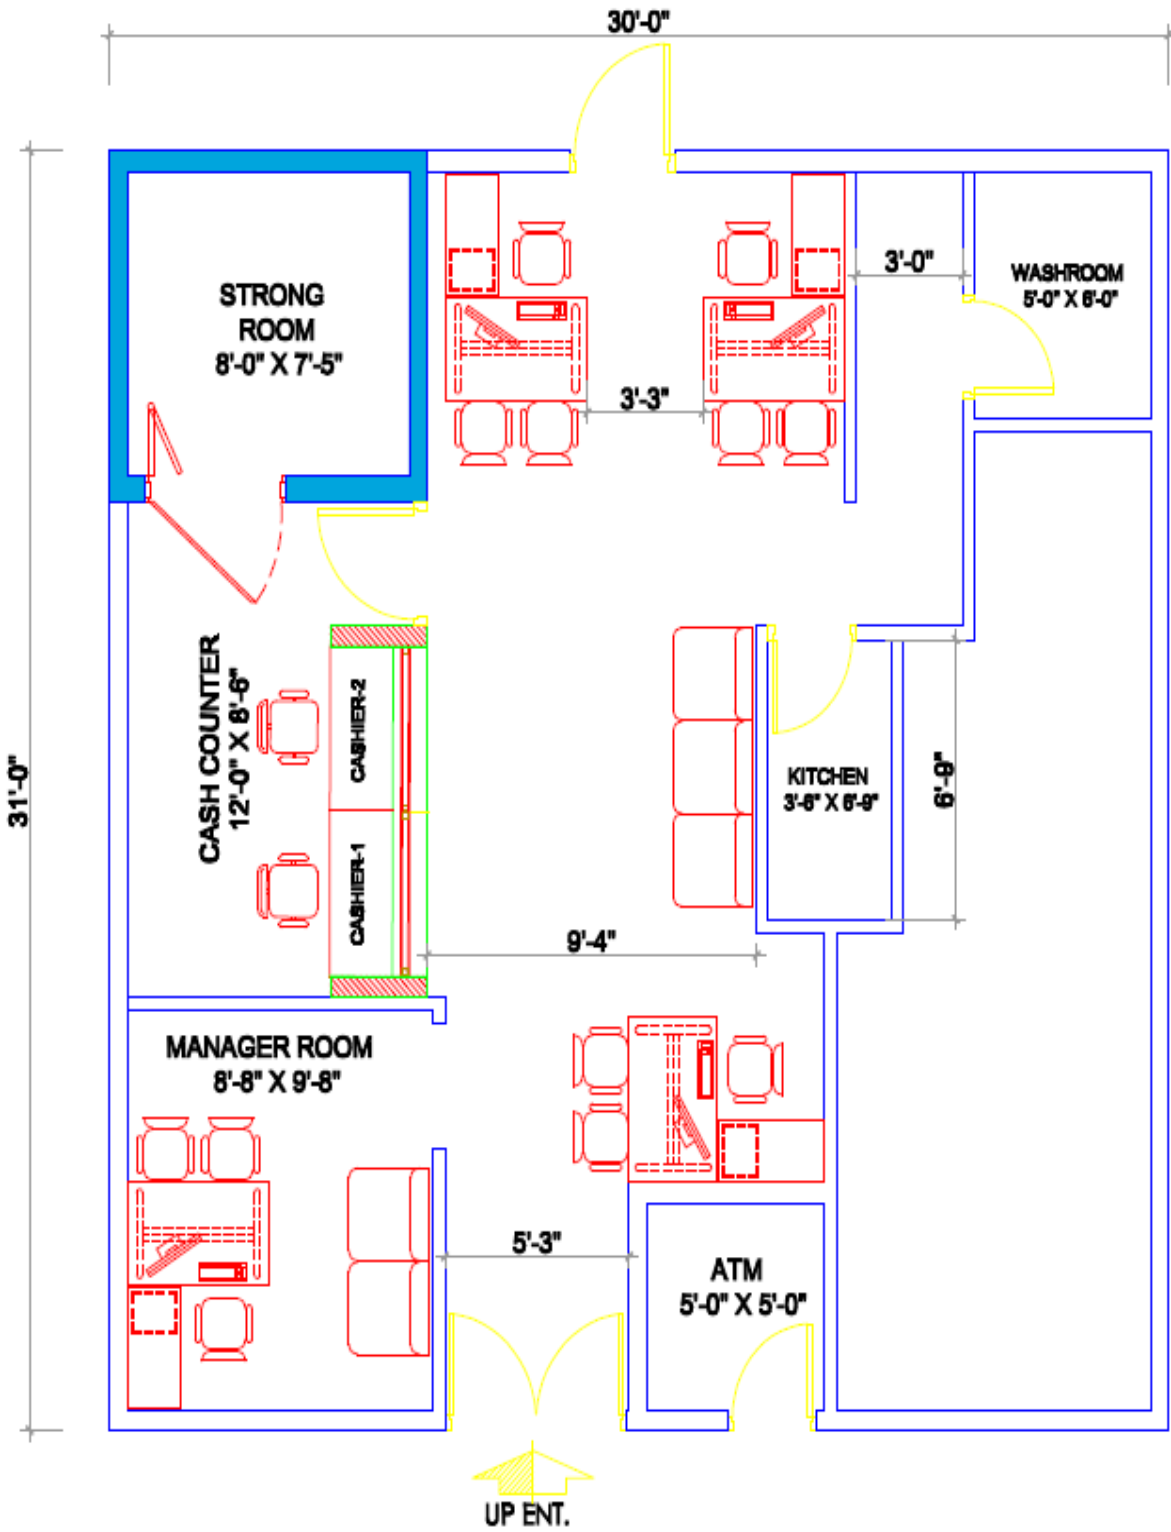 30'-0"
STRONG
ROOM
8'-0" X 7'-5"
3'-0"
WASHROOM
5'-0" X 6'-0"
3'-3"
31'-0"
CASH COUNTER
12'-0" X 8'-6"
CASHIER-2
CASHIER-1
KITCHEN
3'-6" X 6'-9"
6'-9"
9'-4"
MANAGER ROOM
8'-8" X 9'-8"
5'-3"
ATM
5'-0" X 5'-0"
UP ENT.